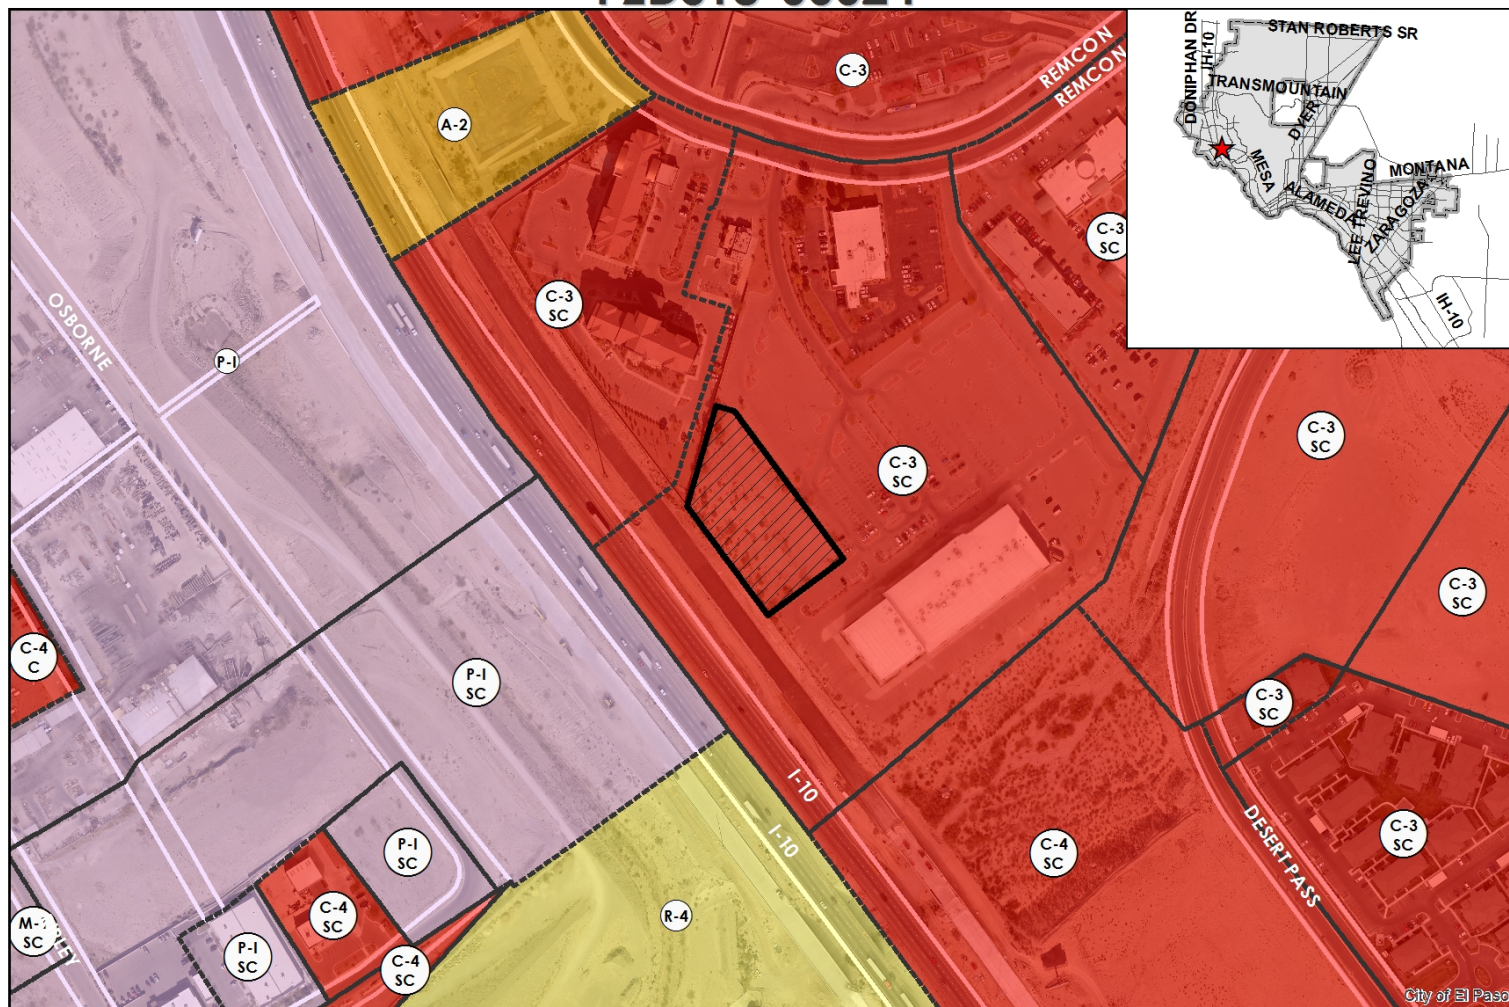 C-3
REMCON
REMCON
A-2
C-3
SC
C-3
SC
OSBORNE
P-I
C-3
SC
C-3
SC
C-3
SC
C-4
C
P-I
SC
C-3
SC
I-10
I-10
P-I
SC
C-4
SC
DESERT PASS
C-3
SC
C-4
SC
R-4
SC
P-I
SC
C-4
SC
City of El Paso
STAN ROBERTS SR
DONIPHAN DR
IH-10
TRANSMOUNTAIN
DYER
MESA
MONTANA
ALAMEDA
LEE TREVINO
ZARAGOZA
IH-10